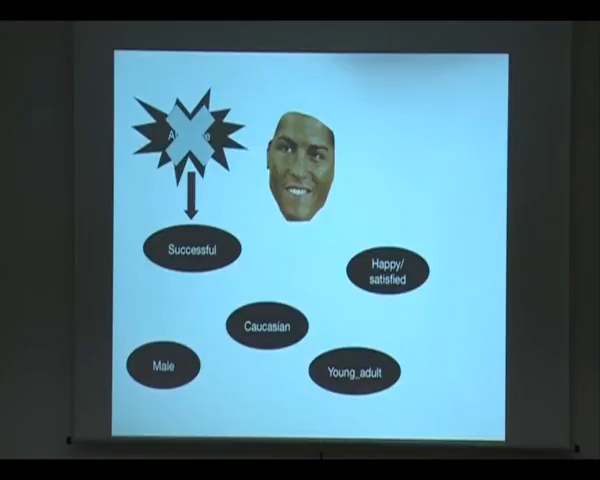 Successful
Happy/
satisfied
Caucasian
Male
Young_adult